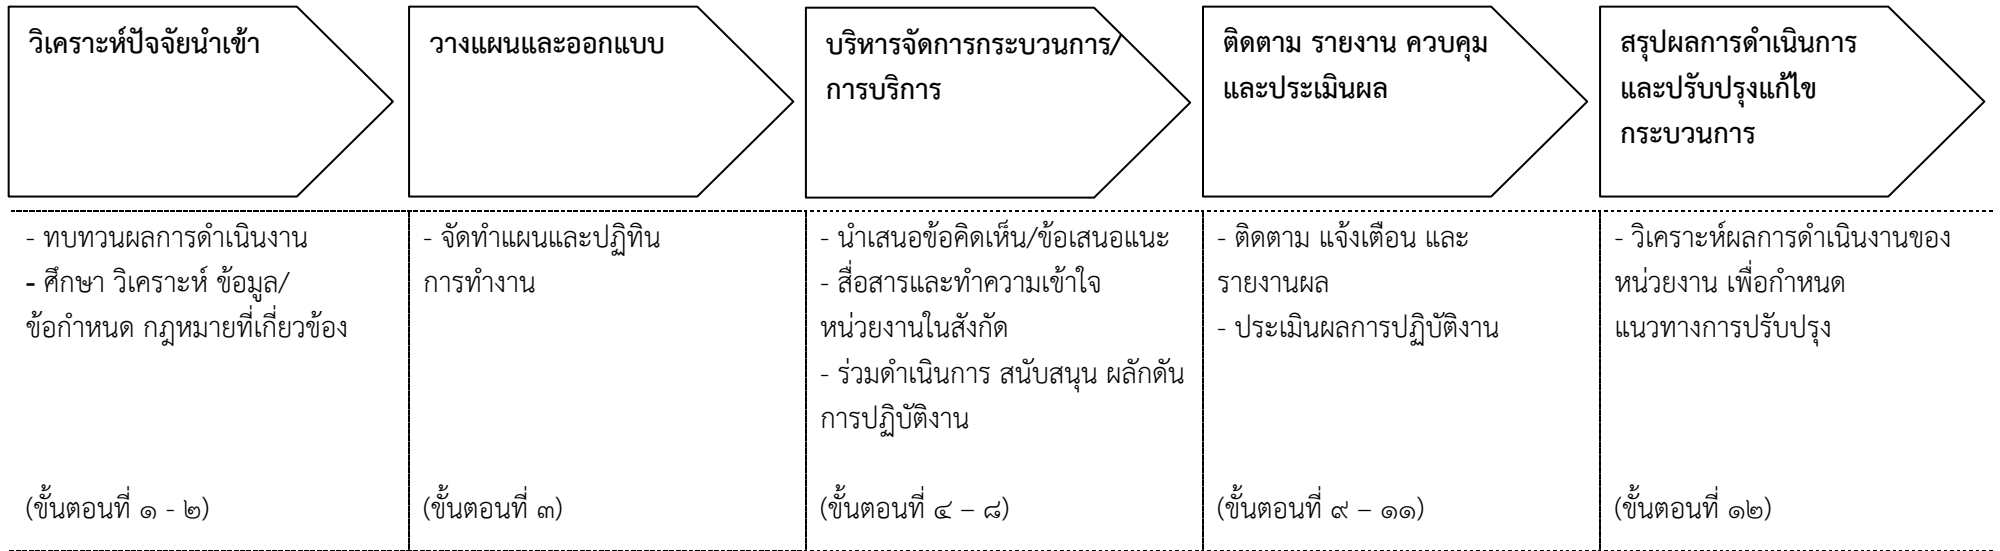 วิเคราะห์ปัจจัยนำเข้า
วางแผนและออกแบบ
บริหารจัดการกระบวนการ/
การบริการ
ติดตาม รายงาน ควบคุม
และประเมินผล
สรุปผลการดำเนินการ
และปรับปรุงแก้ไข
กระบวนการ
- ทบทวนผลการดำเนินงาน
- ศึกษา วิเคราะห์ ข้อมูล/
ข้อกำหนด กฎหมายที่เกี่ยวข้อง
(ขั้นตอนที่ ๑ - ๒)
- จัดทำแผนและปฏิทิน
การทำงาน
(ขั้นตอนที่ ๓)
- นำเสนอข้อคิดเห็น/ข้อเสนอแนะ
- สื่อสารและทำความเข้าใจ
หน่วยงานในสังกัด
- ร่วมดำเนินการ สนับสนุน ผลักดัน
การปฏิบัติงาน
(ขั้นตอนที่ ๔ – ๘)
- ติดตาม แจ้งเตือน และ
รายงานผล
- ประเมินผลการปฏิบัติงาน
(ขั้นตอนที่ ๙ – ๑๑)
- วิเคราะห์ผลการดำเนินงานของ
หน่วยงาน เพื่อกำหนด
แนวทางการปรับปรุง
(ขั้นตอนที่ ๑๒)